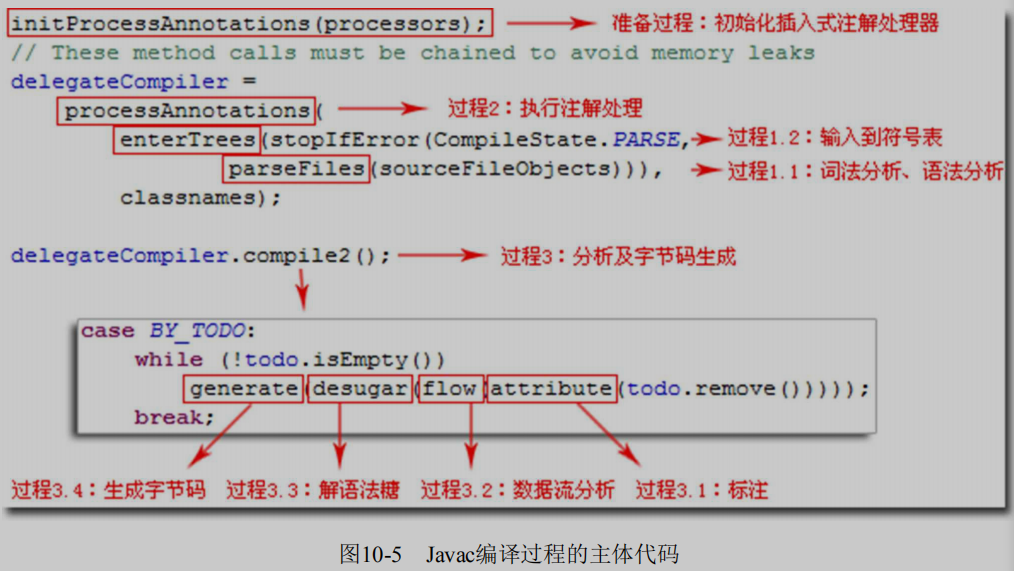 initProcessAnnotations(processors); 准备过程：初始化插入式注解处理器
// These method calls must be chained to avoid memory leaks
delegateCompiler =
processAnnotations( 过程2：执行注解处理
enterTrees(stopIfError(CompileState.PARSE, 过程1.2：输入到符号表
parseFiles(sourceFileObjects))), 过程1.1：词法分析、语法分析
classnames);
delegateCompiler.compile2(); 过程3：分析及字节码生成
case BY_TODO:
while (!todo.isEmpty())
generate(desugar(flow(attribute(todo.remove()))));
break;
过程3.4：生成字节码 过程3.3：解语法糖 过程3.2：数据流分析 过程3.1：标注
图10-5 Javac编译过程的主体代码